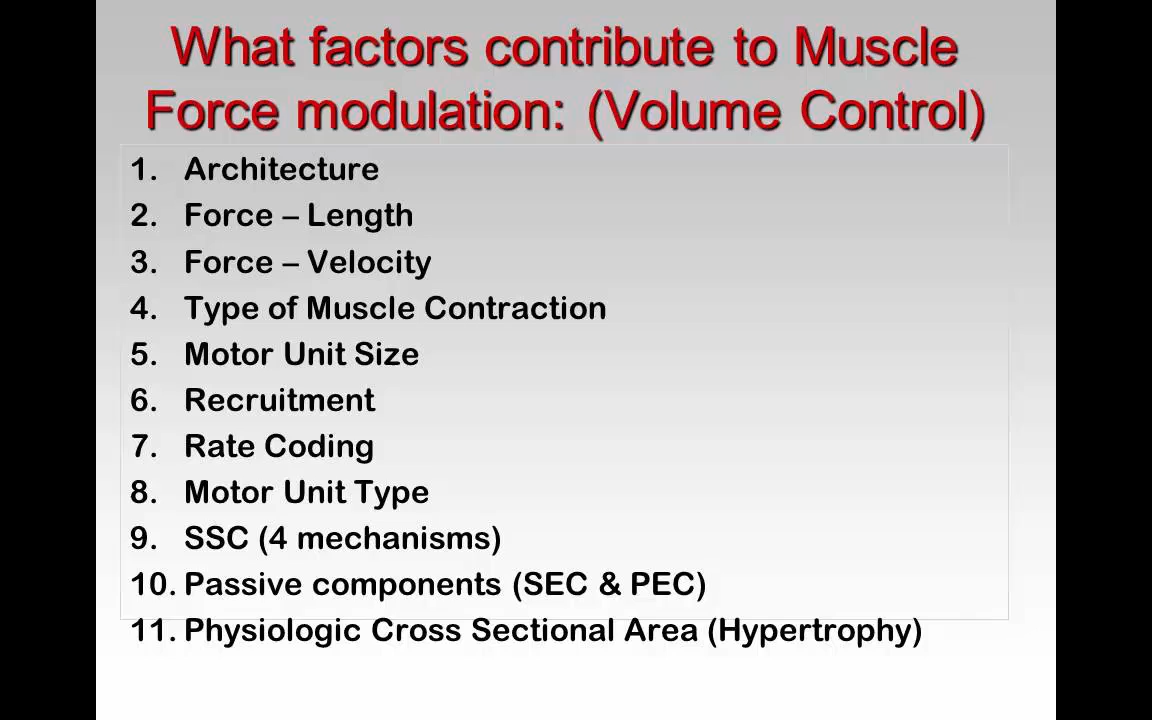 What factors contribute to Muscle
Force modulation: (Volume Control)
1. Architecture
2. Force – Length
3. Force – Velocity
4. Type of Muscle Contraction
5. Motor Unit Size
6. Recruitment
7. Rate Coding
8. Motor Unit Type
9. SSC (4 mechanisms)
10. Passive components (SEC & PEC)
11. Physiologic Cross Sectional Area (Hypertrophy)